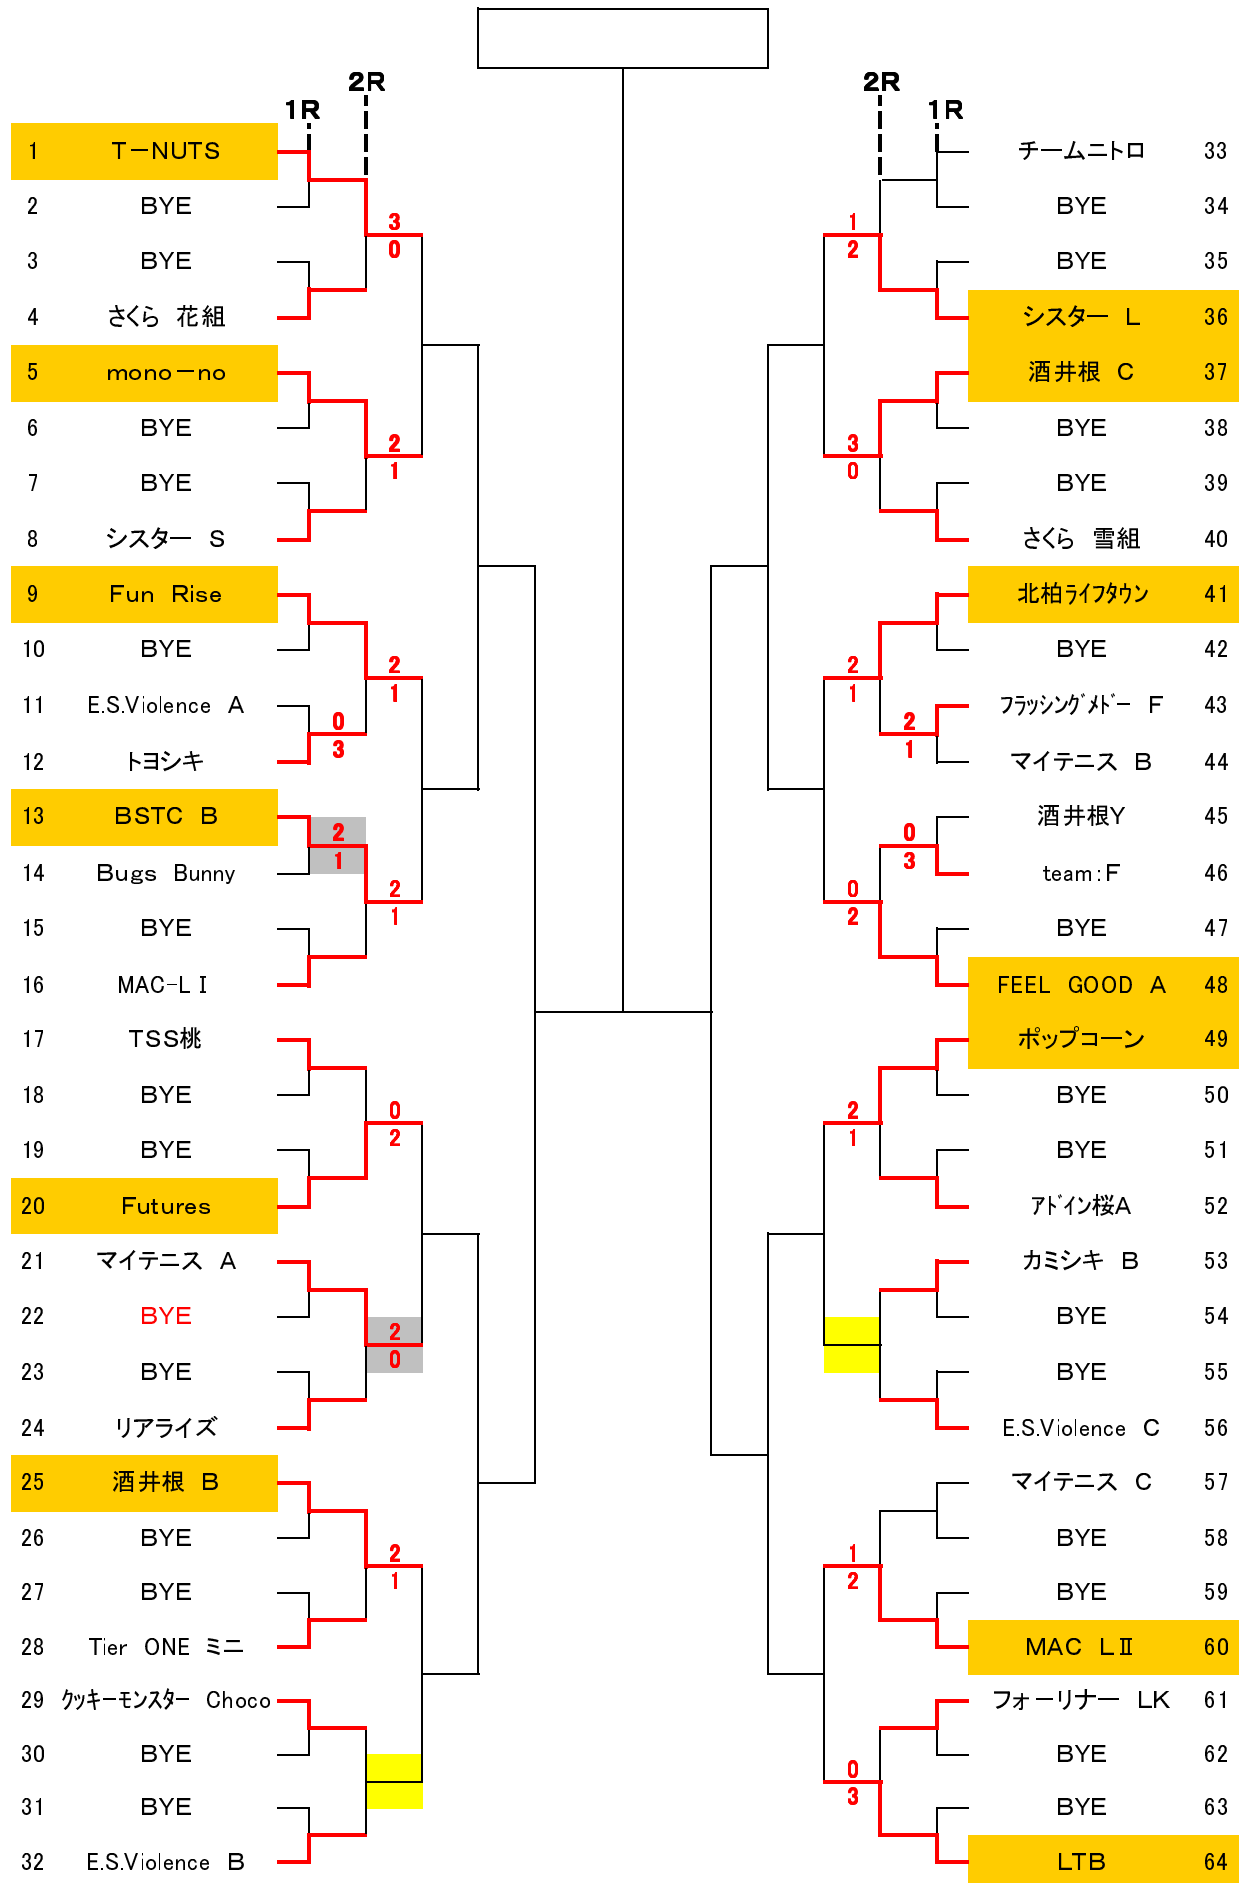 2R 2R
1R 1R
1 T－NUTS
2 BYE
3 0
3 BYE
4 さくら 花組
5 mono－no
6 BYE
2 1
7 BYE
8 シスター S
9 Fun Rise
10 BYE
2 1
11 E.S.Violence A
0 3
12 トヨシキ
13 BSTC B
2 1
14 Bugs Bunny
2 1
15 BYE
16 MAC-LⅠ
17 TSS桃
18 BYE
0 2
19 BYE
20 Futures
21 マイテニス A
22 BYE
2 0
23 BYE
24 リアライズ
25 酒井根 B
26 BYE
2 1
27 BYE
28 Tier ONE ミニ
29 クッキーモンスター Choco
30 BYE
31 BYE
32 E.S.Violence B
チームニトロ 33
BYE 34
1 2
BYE 35
シスター L 36
酒井根 C 37
BYE 38
3 0
BYE 39
さくら 雪組 40
北柏ライフタウン 41
BYE 42
2 1
フラッシングメドー F 43
2 1
マイテニス B 44
酒井根Y 45
0 3
team：F 46
0 2
BYE 47
FEEL GOOD A 48
ポップコーン 49
BYE 50
2 1
BYE 51
アドイン桜A 52
カミシキ B 53
BYE 54
BYE 55
E.S.Violence C 56
マイテニス C 57
BYE 58
1 2
BYE 59
MAC LⅡ 60
フォーリナー LK 61
BYE 62
0 3
BYE 63
LTB 64